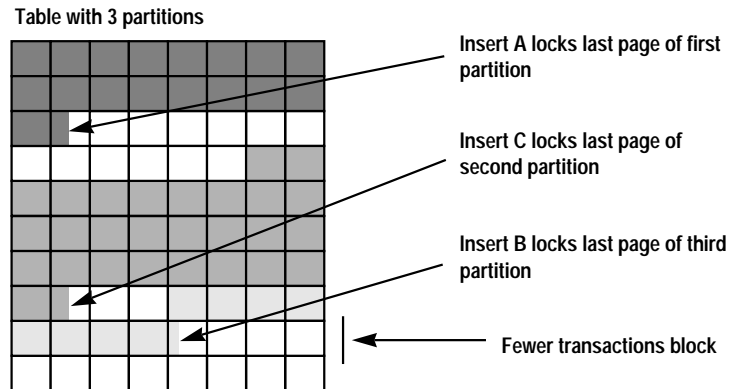 Table with 3 partitions
Insert A locks last page of first
partition
Insert C locks last page of
second partition
Insert B locks last page of third
partition
Fewer transactions block